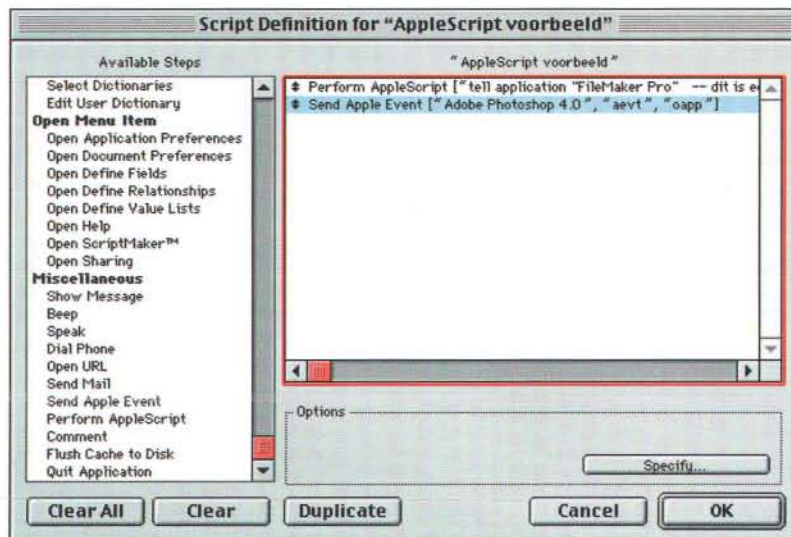 Script Definition for “AppleScript voorbeeld”
Available Steps
Select Dictionaries
Edit User Dictionary
Open Menu Item
Open Application Preferences
Open Document Preferences
Open Define Fields
Open Define Relationships
Open Define Value Lists
Open Help
Open ScriptMaker™
Open Sharing
Miscellaneous
Show Message
Beep
Speak
Dial Phone
Open URL
Send Mail
Send Apple Event
Perform AppleScript
Comment
Flush Cache to Disk
Quit Application
“AppleScript voorbeeld”
Perform AppleScript [“tell application "FileMaker Pro" -- dit is e
Send Apple Event [“Adobe Photoshop 4.0”, “aevt”, “oapp”]
Options
Specify...
Clear All
Clear
Duplicate
Cancel
OK